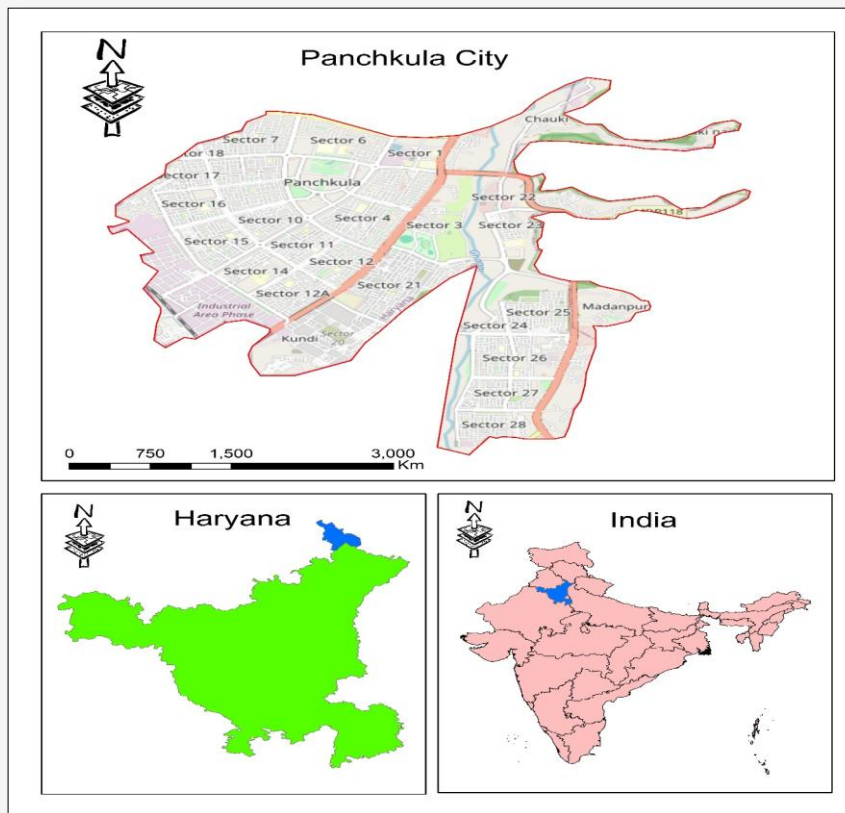 Panchkula City
N
Chauki
Sector 7
Sector 6
Sector 1
Sector 17
Panchkula
Sector 22
Sector 16
Sector 10
Sector 4
Sector 3
Sector 23
Sector 15
Sector 11
Sector 12
Sector 14
Sector 21
Sector 12A
Industrial
Area Phase
Haryana
Sector 25
Madanpur
Sector 24
Kundi
Sector
20
Sector 26
Sector 27
Sector 28
0 750 1,500 3,000
Km
N
Haryana
N
India